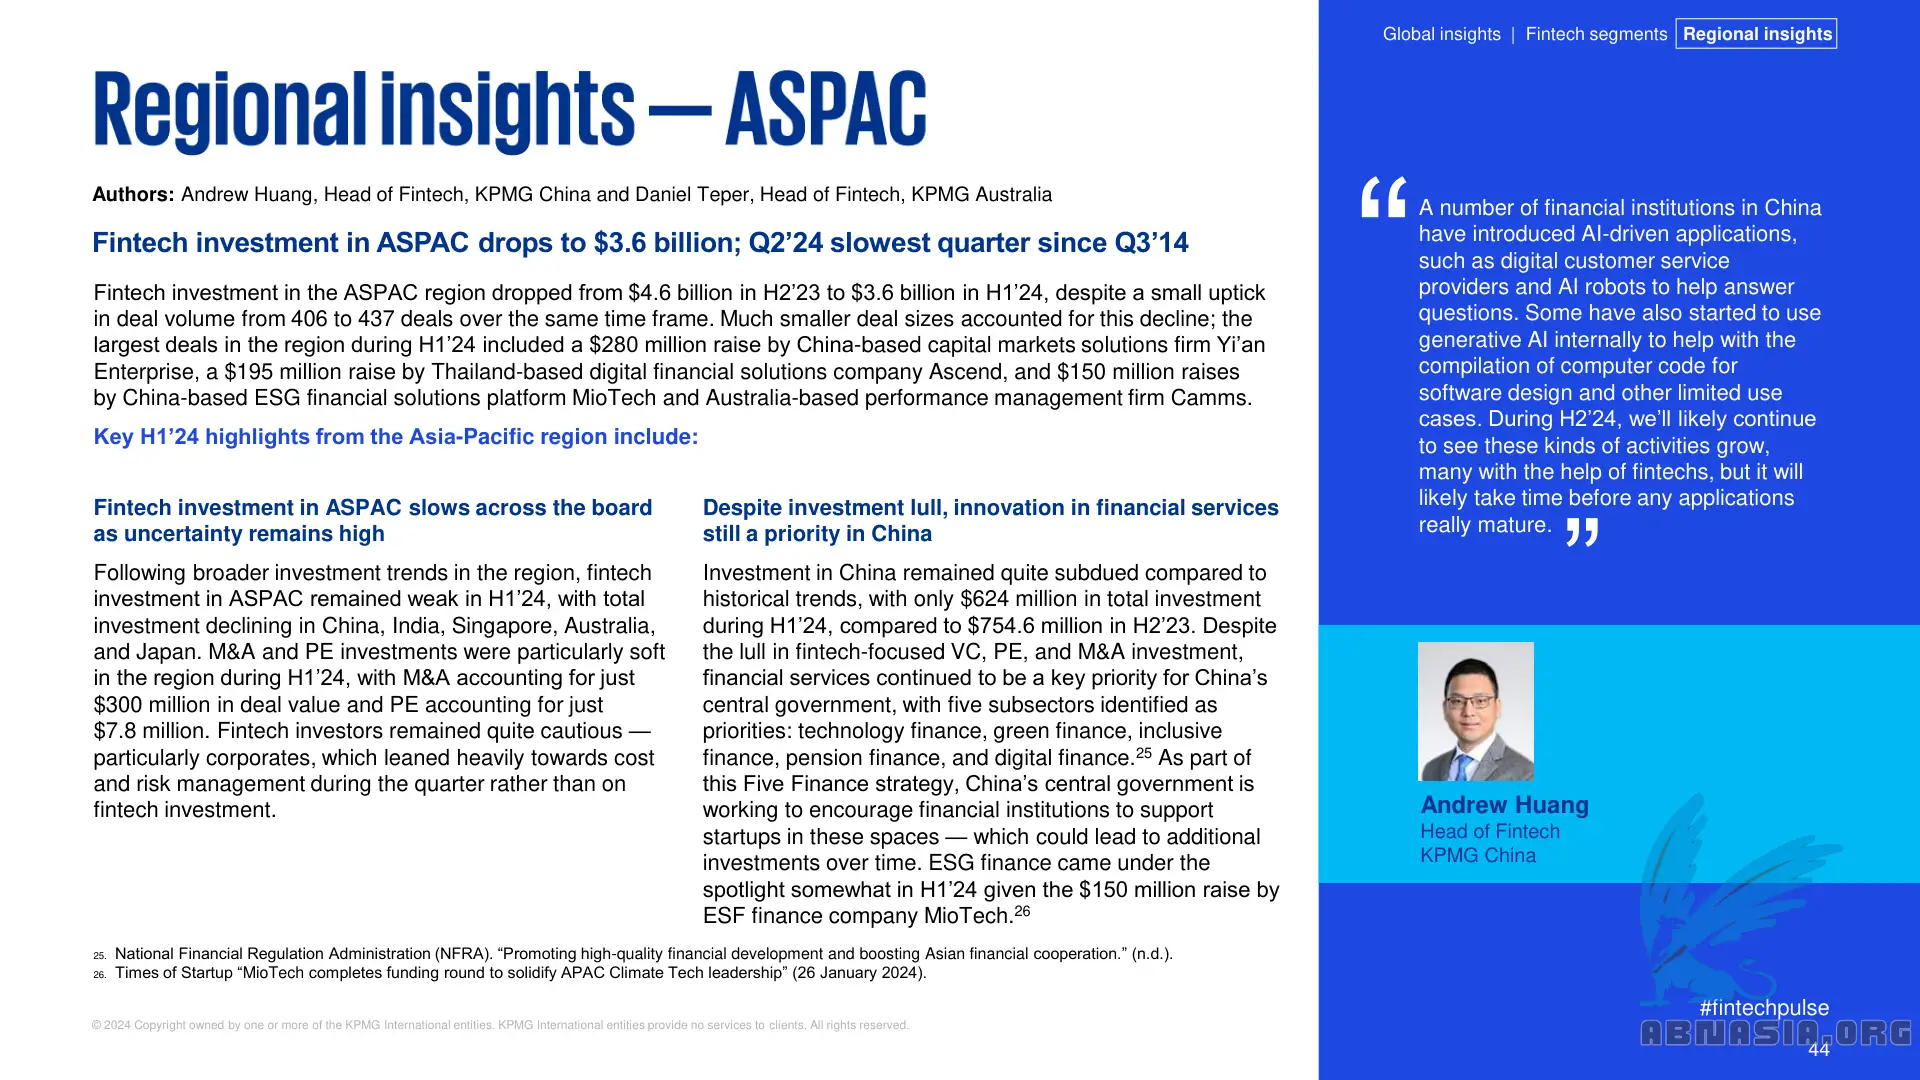 Global insights | Fintech segments Regional insights
Regional insights — ASPAC
Authors: Andrew Huang, Head of Fintech, KPMG China and Daniel Teper, Head of Fintech, KPMG Australia
Fintech investment in ASPAC drops to $3.6 billion; Q2’24 slowest quarter since Q3’14
Fintech investment in the ASPAC region dropped from $4.6 billion in H2’23 to $3.6 billion in H1’24, despite a small uptick
in deal volume from 406 to 437 deals over the same time frame. Much smaller deal sizes accounted for this decline; the
largest deals in the region during H1’24 included a $280 million raise by China-based capital markets solutions firm Yi’an
Enterprise, a $195 million raise by Thailand-based digital financial solutions company Ascend, and $150 million raises
by China-based ESG financial solutions platform MioTech and Australia-based performance management firm Camms.
Key H1’24 highlights from the Asia-Pacific region include:
Fintech investment in ASPAC slows across the board
as uncertainty remains high
Following broader investment trends in the region, fintech
investment in ASPAC remained weak in H1’24, with total
investment declining in China, India, Singapore, Australia,
and Japan. M&A and PE investments were particularly soft
in the region during H1’24, with M&A accounting for just
$300 million in deal value and PE accounting for just
$7.8 million. Fintech investors remained quite cautious —
particularly corporates, which leaned heavily towards cost
and risk management during the quarter rather than on
fintech investment.
Despite investment lull, innovation in financial services
still a priority in China
Investment in China remained quite subdued compared to
historical trends, with only $624 million in total investment
during H1’24, compared to $754.6 million in H2’23. Despite
the lull in fintech-focused VC, PE, and M&A investment,
financial services continued to be a key priority for China’s
central government, with five subsectors identified as
priorities: technology finance, green finance, inclusive
finance, pension finance, and digital finance.25 As part of
this Five Finance strategy, China’s central government is
working to encourage financial institutions to support
startups in these spaces — which could lead to additional
investments over time. ESG finance came under the
spotlight somewhat in H1’24 given the $150 million raise by
ESF finance company MioTech.26
25. National Financial Regulation Administration (NFRA). “Promoting high-quality financial development and boosting Asian financial cooperation.” (n.d.).
26. Times of Startup “MioTech completes funding round to solidify APAC Climate Tech leadership” (26 January 2024).
© 2024 Copyright owned by one or more of the KPMG International entities. KPMG International entities provide no services to clients. All rights reserved.
“A number of financial institutions in China
have introduced AI-driven applications,
such as digital customer service
providers and AI robots to help answer
questions. Some have also started to use
generative AI internally to help with the
compilation of computer code for
software design and other limited use
cases. During H2’24, we’ll likely continue
to see these kinds of activities grow,
many with the help of fintechs, but it will
likely take time before any applications
really mature.”
Andrew Huang
Head of Fintech
KPMG China
#fintechpulse
ABNASIA.ORG
44